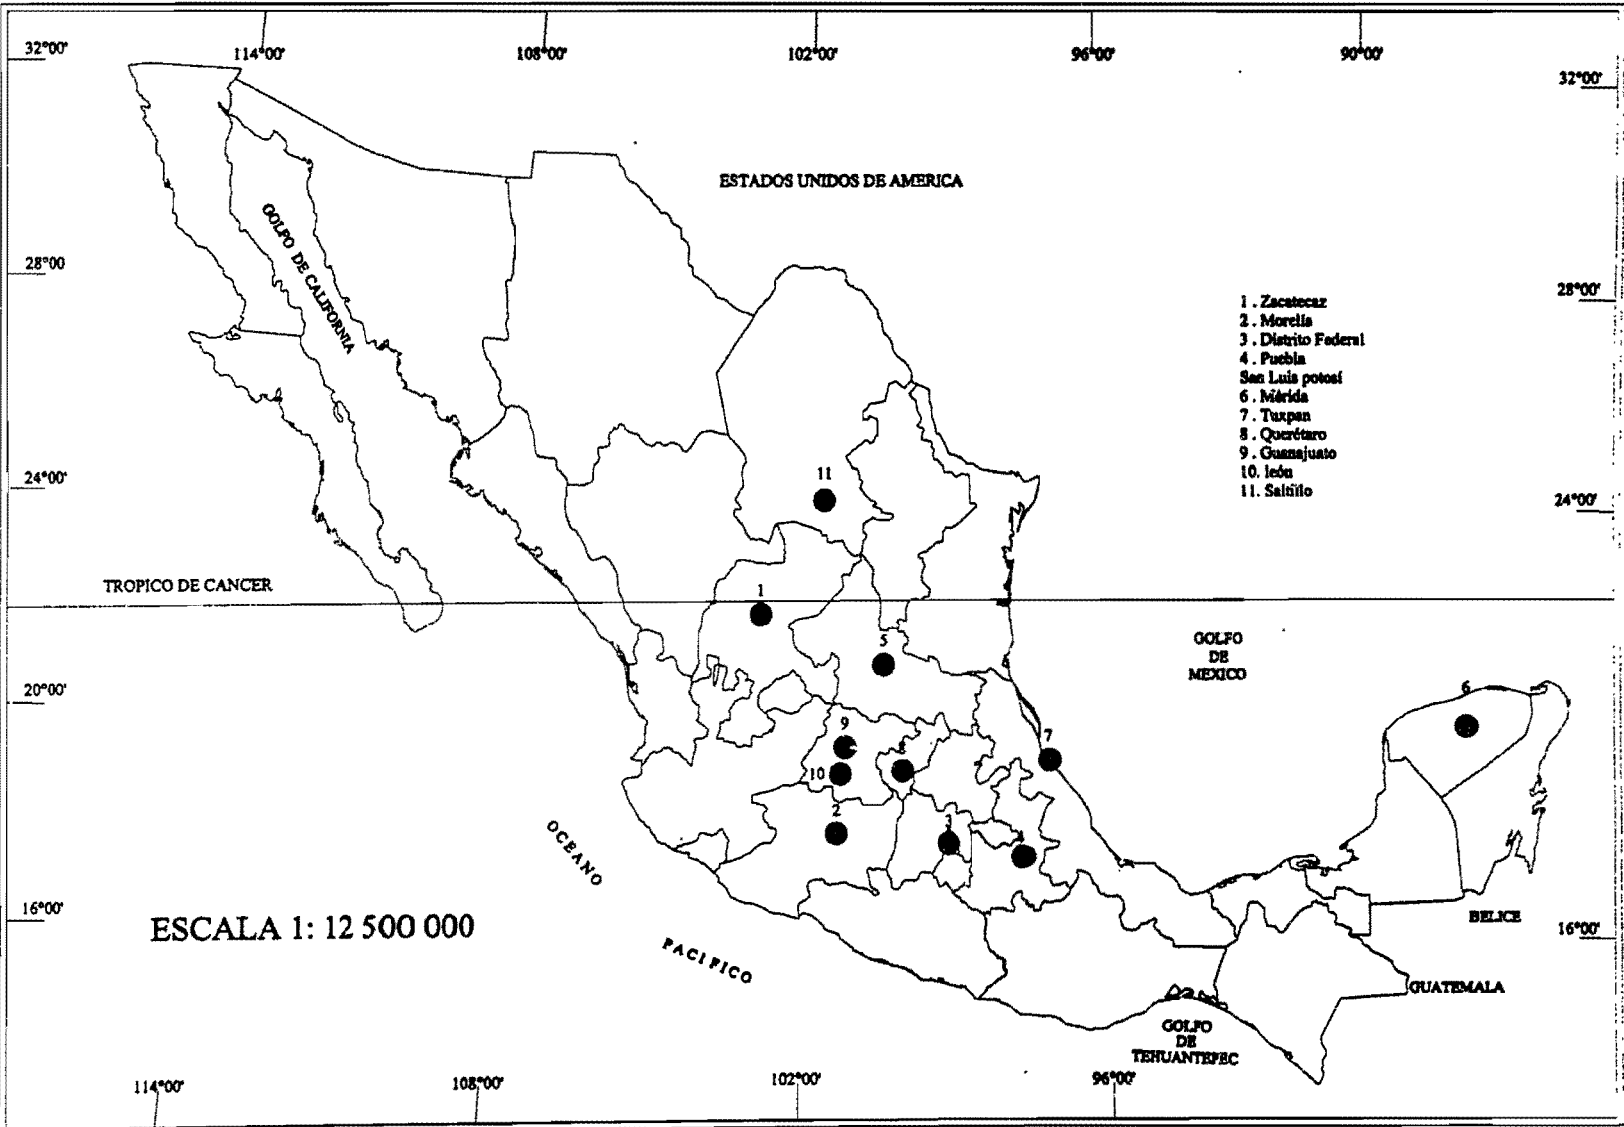 114°00'
108°00'
102°00'
96°00'
90°00'
32°00'
32°00'
ESTADOS UNIDOS DE AMERICA
GOLFO DE CALIFORNIA
28°00
28°00'
1 . Zacatecaz
2 . Morelia
3 . Distrito Federal
4 . Puebla
San Luis potosí
6 . Mérida
7 . Tuxpan
8 . Querétaro
9 . Guanajuato
10. león
11. Saltillo
24°00'
24°00'
11
TROPICO DE CANCER
1
5
GOLFO
DE
MEXICO
20°00'
6
9
7
10
2
3
OCEANO
PACIFICO
16°00'
16°00'
ESCALA 1: 12 500 000
BELICE
GUATEMALA
GOLFO
DE
TEHUANTEPEC
114°00'
108°00'
102°00'
96°00'